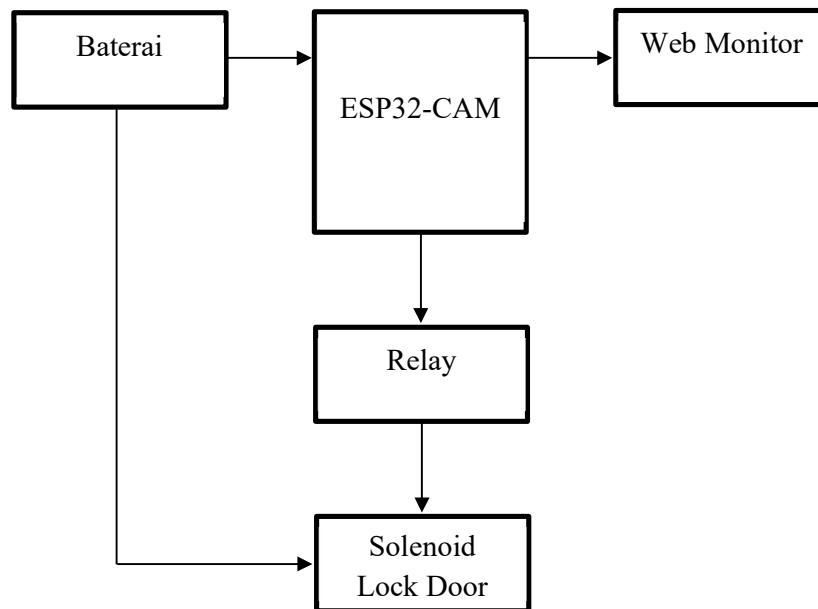 Baterai
ESP32-CAM
Web Monitor
Relay
Solenoid
Lock Door